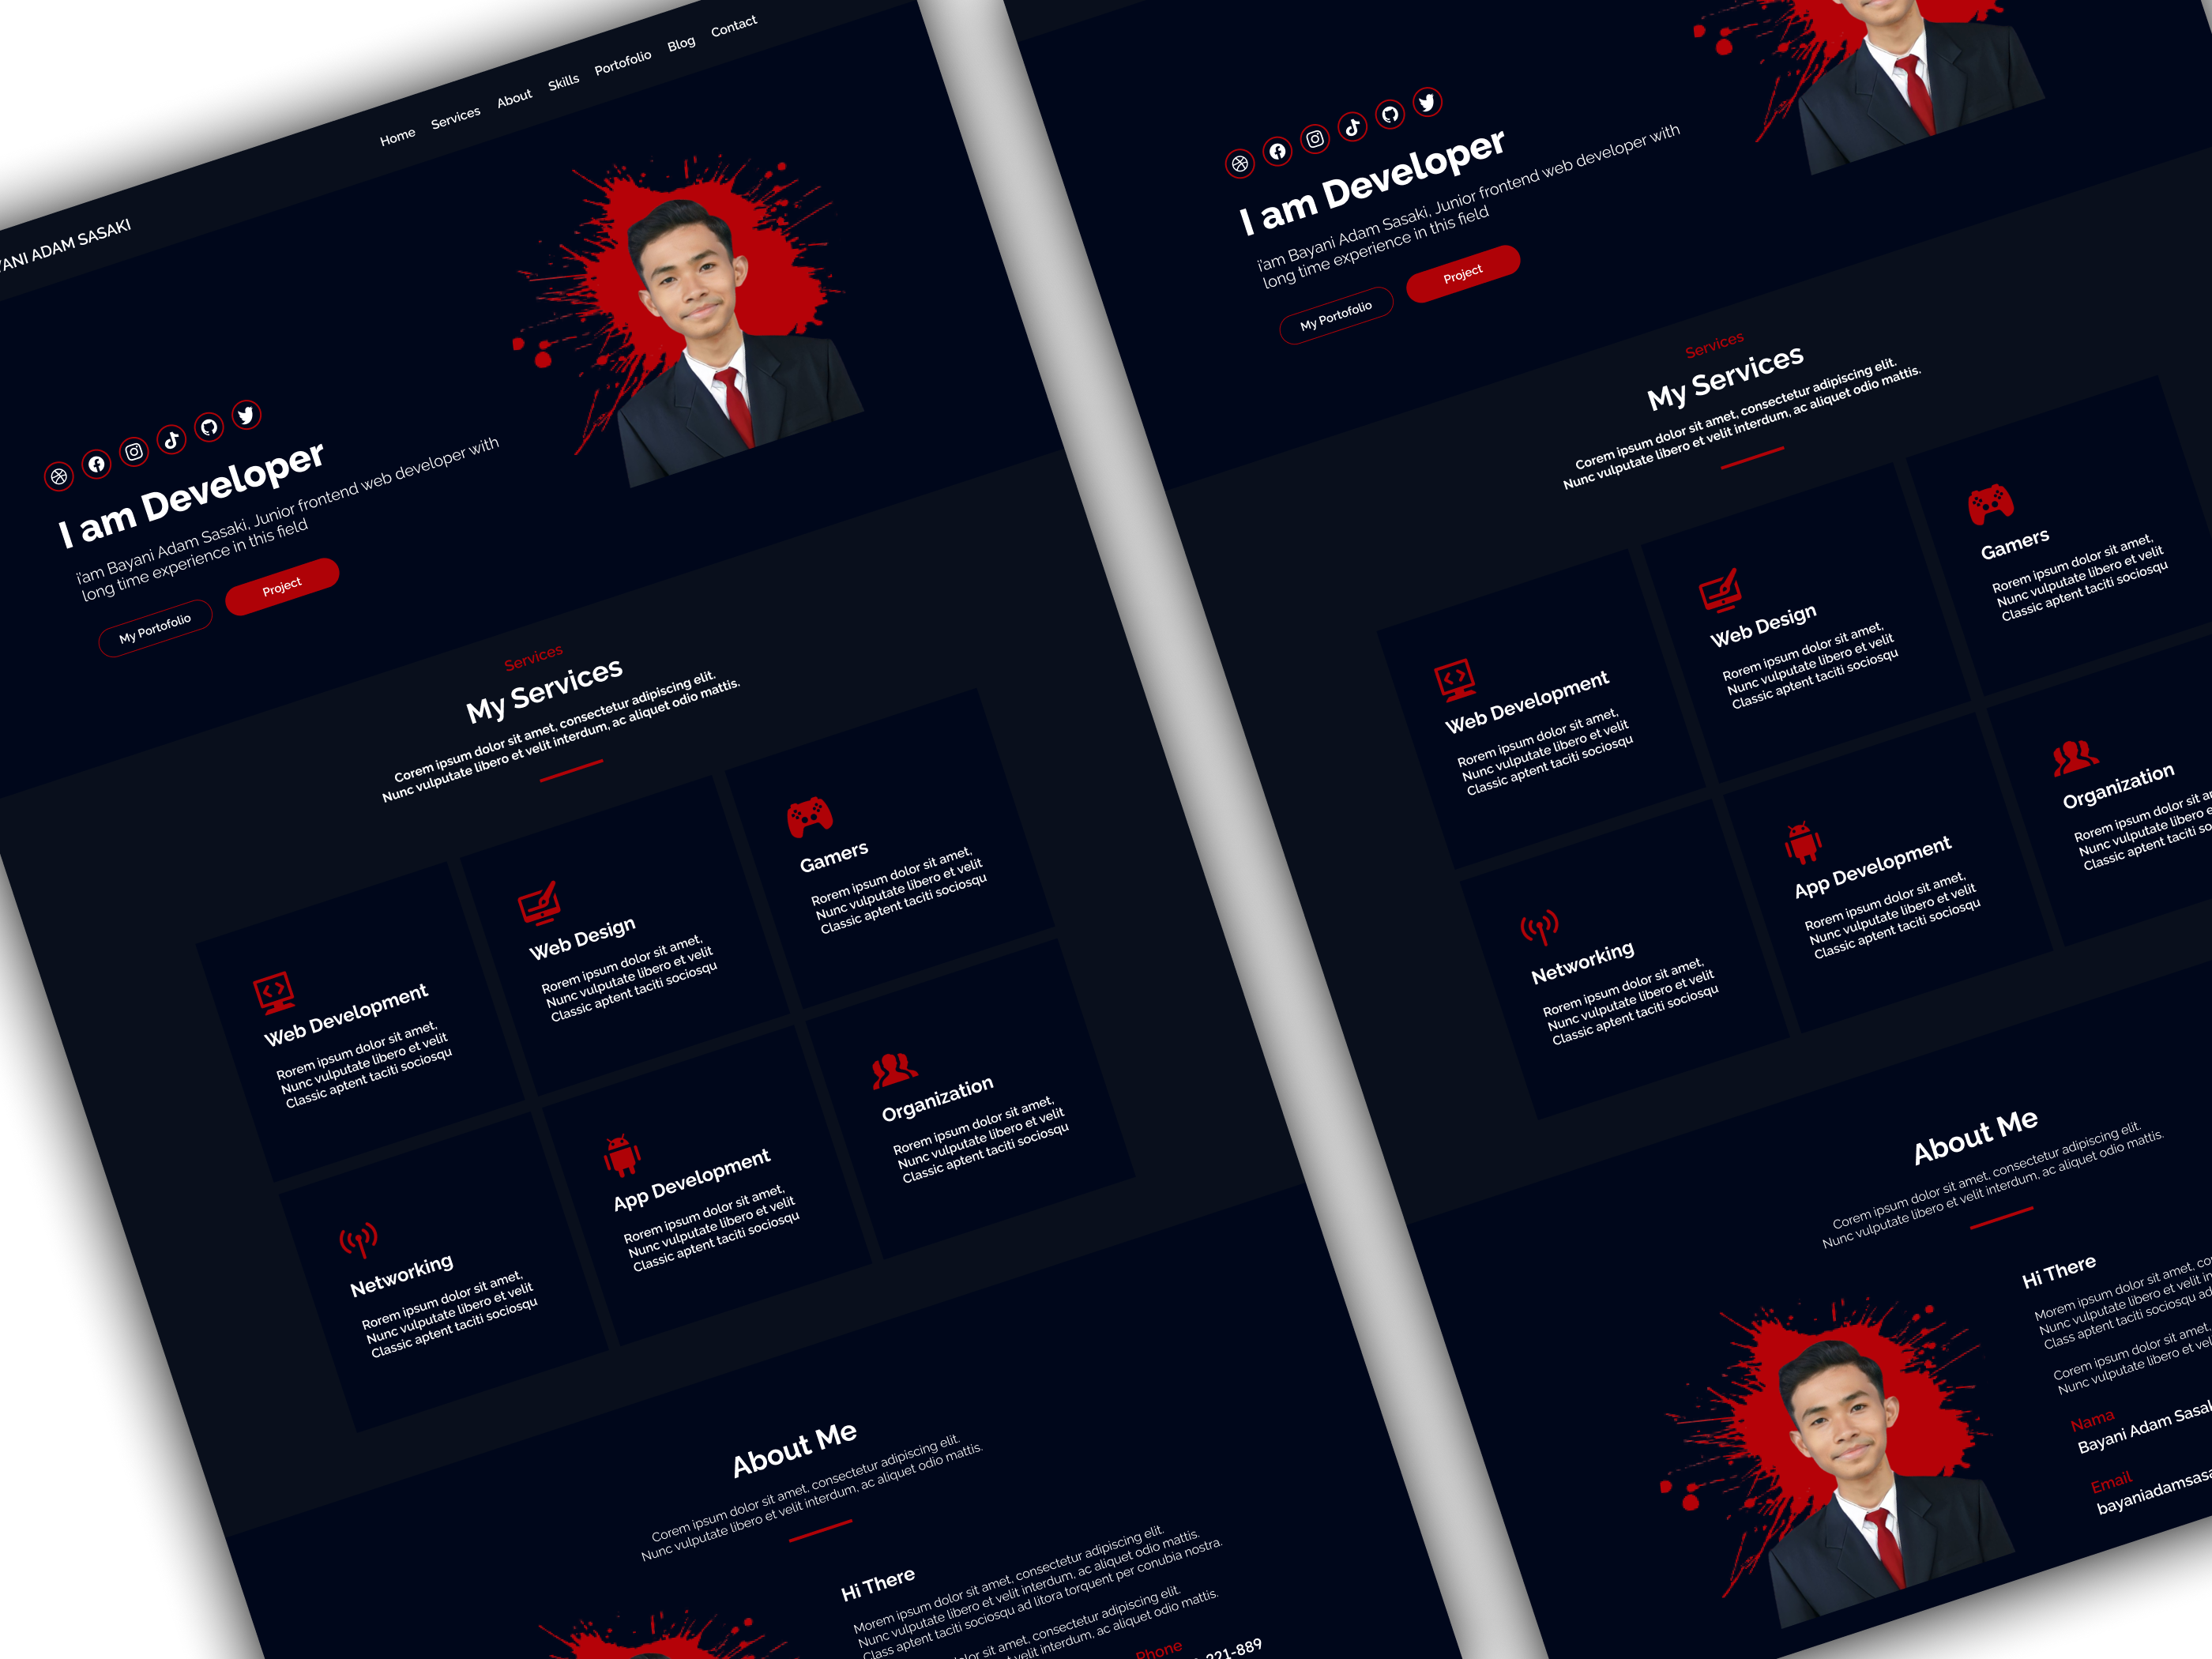 YANI ADAM SASAKI
Home Services About Skills Portofolio Blog Contact
I am Developer
i'am Bayani Adam Sasaki, Junior frontend web developer with
long time experience in this field
My Portofolio
Project
Services
My Services
Corem ipsum dolor sit amet, consectetur adipiscing elit.
Nunc vulputate libero et velit interdum, ac aliquet odio mattis.
Web Development
Rorem ipsum dolor sit amet,
Nunc vulputate libero et velit
Classic aptent taciti sociosqu
Web Design
Rorem ipsum dolor sit amet,
Nunc vulputate libero et velit
Classic aptent taciti sociosqu
Gamers
Rorem ipsum dolor sit amet,
Nunc vulputate libero et velit
Classic aptent taciti sociosqu
Networking
Rorem ipsum dolor sit amet,
Nunc vulputate libero et velit
Classic aptent taciti sociosqu
App Development
Rorem ipsum dolor sit amet,
Nunc vulputate libero et velit
Classic aptent taciti sociosqu
Organization
Rorem ipsum dolor sit amet,
Nunc vulputate libero et velit
Classic aptent taciti sociosqu
About Me
Corem ipsum dolor sit amet, consectetur adipiscing elit.
Nunc vulputate libero et velit interdum, ac aliquet odio mattis.
Hi There
Morem ipsum dolor sit amet, consectetur adipiscing elit.
Nunc vulputate libero et velit interdum, ac aliquet odio mattis.
Class aptent taciti sociosqu ad litora torquent per conubia nostra.
dolor sit amet, consectetur adipiscing elit.
et velit interdum, ac aliquet odio mattis.
Phone
221-889
I am Developer
i'am Bayani Adam Sasaki, Junior frontend web developer with
long time experience in this field
My Portofolio
Project
Services
My Services
Corem ipsum dolor sit amet, consectetur adipiscing elit.
Nunc vulputate libero et velit interdum, ac aliquet odio mattis.
Web Development
Rorem ipsum dolor sit amet,
Nunc vulputate libero et velit
Classic aptent taciti sociosqu
Web Design
Rorem ipsum dolor sit amet,
Nunc vulputate libero et velit
Classic aptent taciti sociosqu
Gamers
Rorem ipsum dolor sit amet,
Nunc vulputate libero et velit
Classic aptent taciti sociosqu
Networking
Rorem ipsum dolor sit amet,
Nunc vulputate libero et velit
Classic aptent taciti sociosqu
App Development
Rorem ipsum dolor sit amet,
Nunc vulputate libero et velit
Classic aptent taciti sociosqu
Organization
Rorem ipsum dolor sit a
Nunc vulputate libero e
Classic aptent taciti so
About Me
Corem ipsum dolor sit amet, consectetur adipiscing elit.
Nunc vulputate libero et velit interdum, ac aliquet odio mattis.
Hi There
Morem ipsum dolor sit amet, co
Nunc vulputate libero et velit in
Class aptent taciti sociosqu ad
Corem ipsum dolor sit amet,
Nunc vulputate libero et vel
Nama
Bayani Adam Sasak
Email
bayaniadamsasa